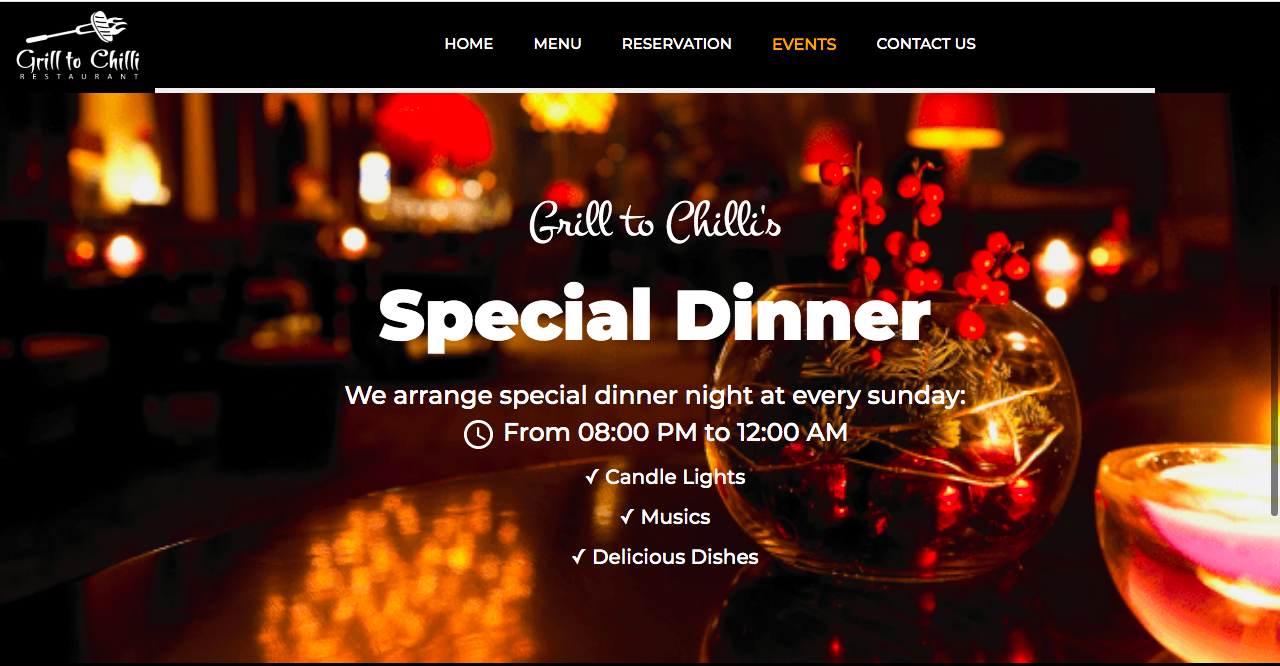 Grill to Chilli
RESTAURANT
HOME MENU RESERVATION EVENTS CONTACT US
Grill to Chilli's
Special Dinner
We arrange special dinner night at every sunday:
From 08:00 PM to 12:00 AM
✓ Candle Lights
✓ Musics
✓ Delicious Dishes